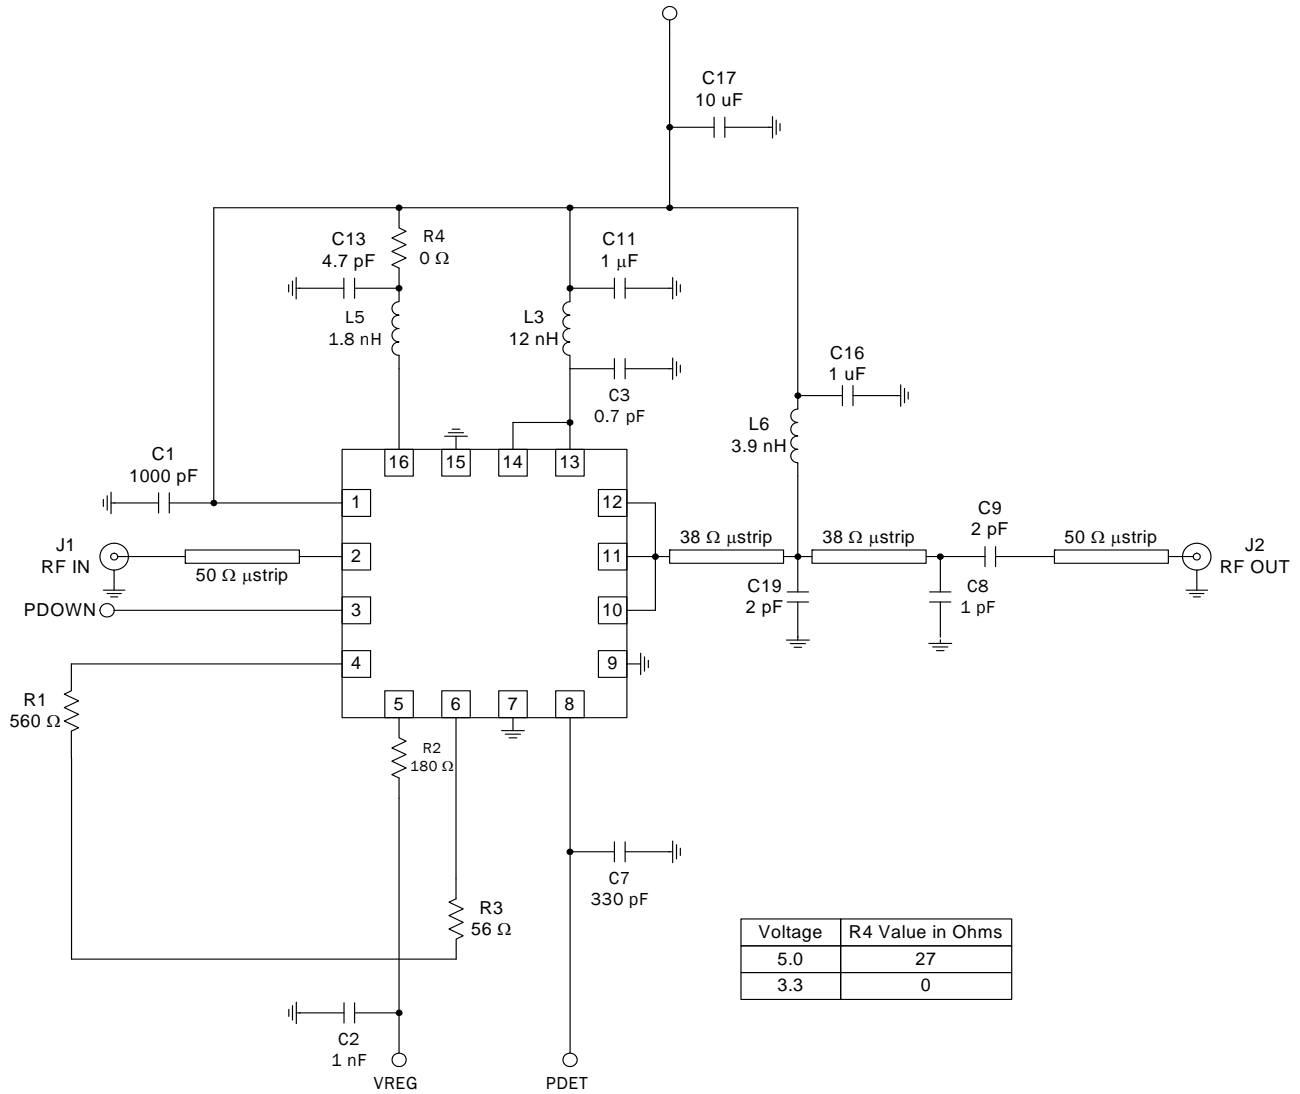 C17
10 uF
C13
4.7 pF
R4
0 Ω
C11
1 μF
L5
1.8 nH
L3
12 nH
C16
1 uF
C3
0.7 pF
L6
3.9 nH
C1
1000 pF
16
15
14
13
1
12
J1
RF IN
50 Ω μstrip
2
11
38 Ω μstrip
38 Ω μstrip
C9
2 pF
50 Ω μstrip
J2
RF OUT
C19
2 pF
C8
1 pF
PDOWN
3
10
4
9
R1
560 Ω
5
6
7
8
R2
180 Ω
C7
330 pF
R3
56 Ω
Voltage R4 Value in Ohms
5.0 27
3.3 0
C2
1 nF
VREG
PDET